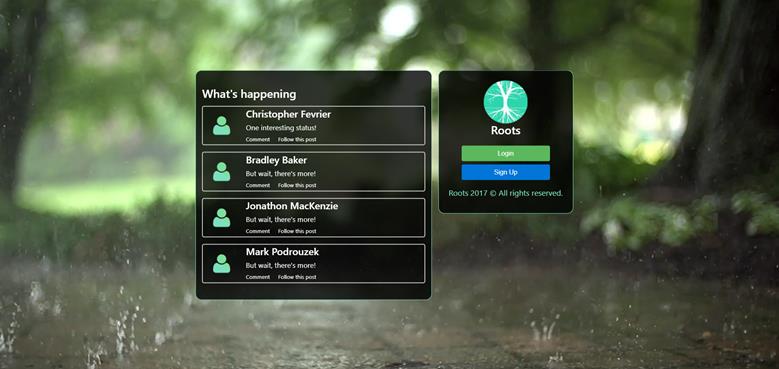 What's happening
Christopher Fevrier
One interesting status!
Comment Follow this post
Bradley Baker
But wait, there's more!
Comment Follow this post
Jonathon MacKenzie
But wait, there's more!
Comment Follow this post
Mark Podrouzek
But wait, there's more!
Comment Follow this post
Roots
Login
Sign Up
Roots 2017 © All rights reserved.